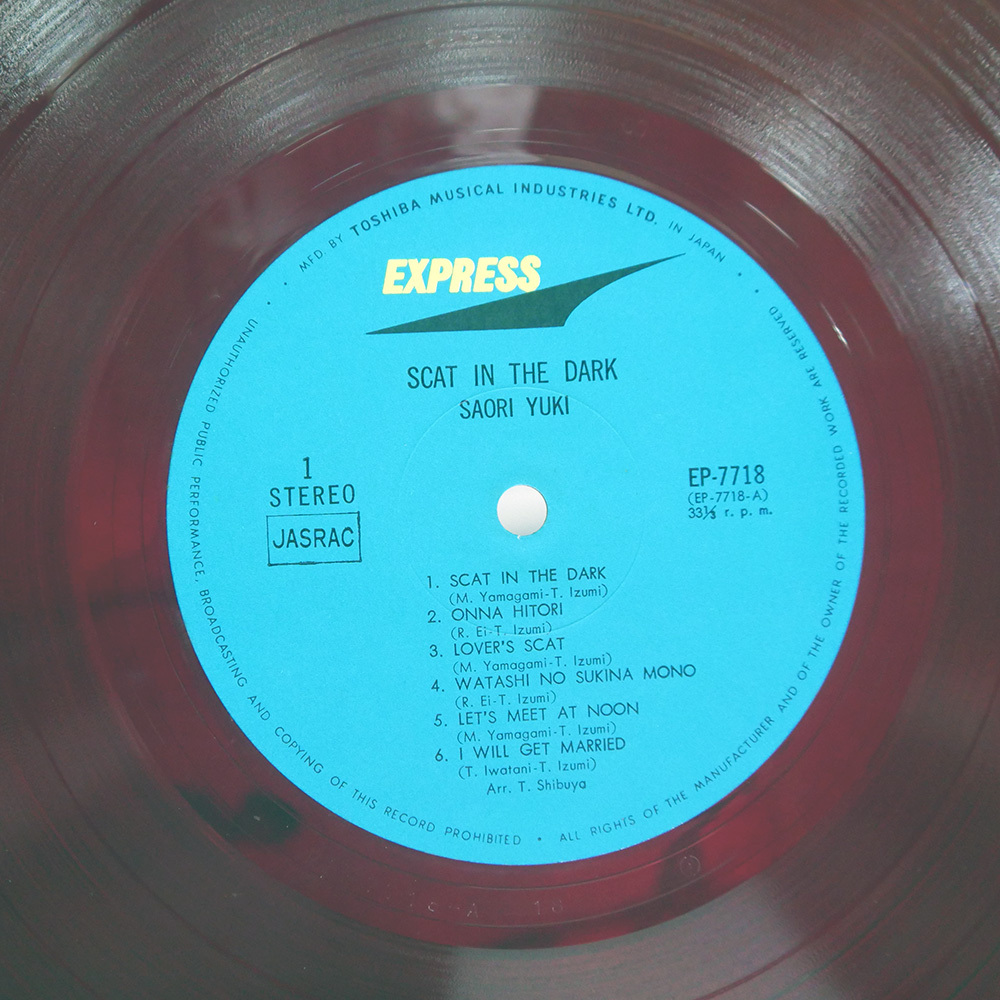 MFD. BY TOSHIBA MUSICAL INDUSTRIES LTD. IN JAPAN
EXPRESS
SCAT IN THE DARK
SAORI YUKI
1
STEREO
JASRAC
EP-7718
(EP-7718-A)
33⅓ r. p. m.
1. SCAT IN THE DARK
(M. Yamagami-T. Izumi)
2. ONNA HITORI
(R. Ei-T. Izumi)
3. LOVER'S SCAT
(M. Yamagami-T. Izumi)
4. WATASHI NO SUKINA MONO
(R. Ei-T. Izumi)
5. LET'S MEET AT NOON
(M. Yamagami-T. Izumi)
6. I WILL GET MARRIED
(T. Iwatani-T. Izumi)
Arr. T. Shibuya
UNAUTHORIZED PUBLIC PERFORMANCE, BROADCASTING AND COPYING OF THIS RECORD PROHIBITED • ALL RIGHTS OF THE MANUFACTURER AND OF THE OWNER OF THE RECORDED WORK ARE RESERVED